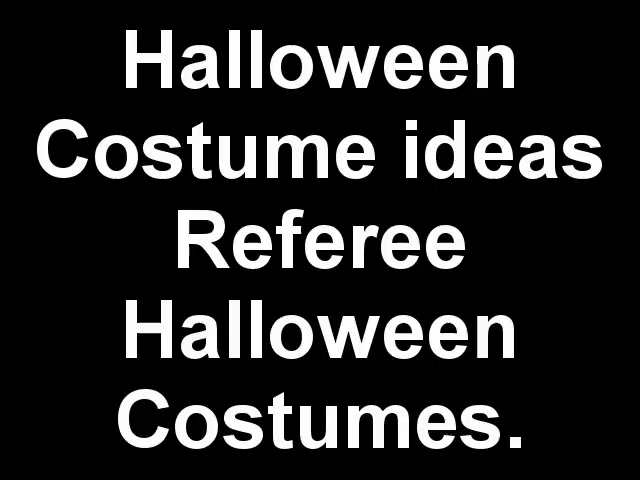 Halloween
Costume ideas
Referee
Halloween
Costumes.